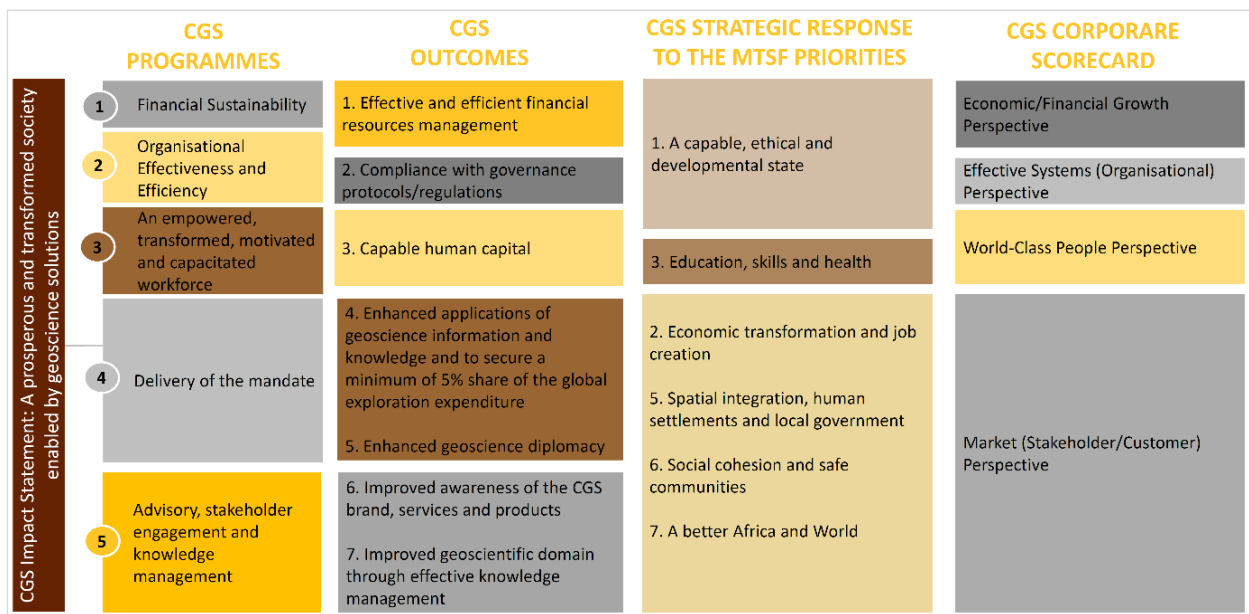 CGS
PROGRAMMES
CGS
OUTCOMES
CGS STRATEGIC RESPONSE
TO THE MTSF PRIORITIES
CGS CORPORARE
SCORECARD
CGS Impact Statement: A prosperous and transformed society
enabled by geoscience solutions
1
Financial Sustainability
2
Organisational
Effectiveness and
Efficiency
3
An empowered,
transformed, motivated
and capacitated
workforce
4
Delivery of the mandate
5
Advisory, stakeholder
engagement and
knowledge
management
1. Effective and efficient financial
resources management
2. Compliance with governance
protocols/regulations
3. Capable human capital
4. Enhanced applications of
geoscience information and
knowledge and to secure a
minimum of 5% share of the global
exploration expenditure
5. Enhanced geoscience diplomacy
6. Improved awareness of the CGS
brand, services and products
7. Improved geoscientific domain
through effective knowledge
management
1. A capable, ethical and
developmental state
3. Education, skills and health
2. Economic transformation and job
creation
5. Spatial integration, human
settlements and local government
6. Social cohesion and safe
communities
7. A better Africa and World
Economic/Financial Growth
Perspective
Effective Systems (Organisational)
Perspective
World-Class People Perspective
Market (Stakeholder/Customer)
Perspective